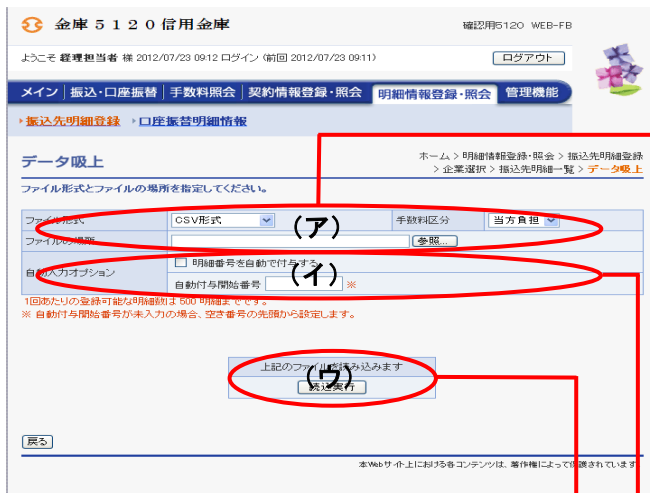 金庫5120信用金庫
確認用5120 WEB-FB
ようこそ 経理担当者 様 2012/07/23 09:12 ログイン (前回 2012/07/23 09:11)
ログアウト
メイン 振込・口座振替 手数料照会 契約情報登録・照会 明細情報登録・照会 管理機能
振込先明細登録 口座振替明細情報
データ吸上
ホーム > 明細情報登録・照会 > 振込先明細登録
> 企業選択 > 振込先明細一覧 > データ吸上
ファイル形式とファイルの場所を指定してください。
ファイル形式 CSV形式 (ア) 手数料区分 当方負担
ファイルの場所 参照...
自動入力オプション
明細番号を自動で付与する
(イ)
自動付与開始番号 ※
1回あたりの登録可能な明細数は600明細までです。
※ 自動付与開始番号が未入力の場合、空き番号の先頭から設定します。
上記のファイルを読み込みます
(ウ)
読込実行
戻る
本Webサイト上における各コンテンツは、著作権によって保護されています。